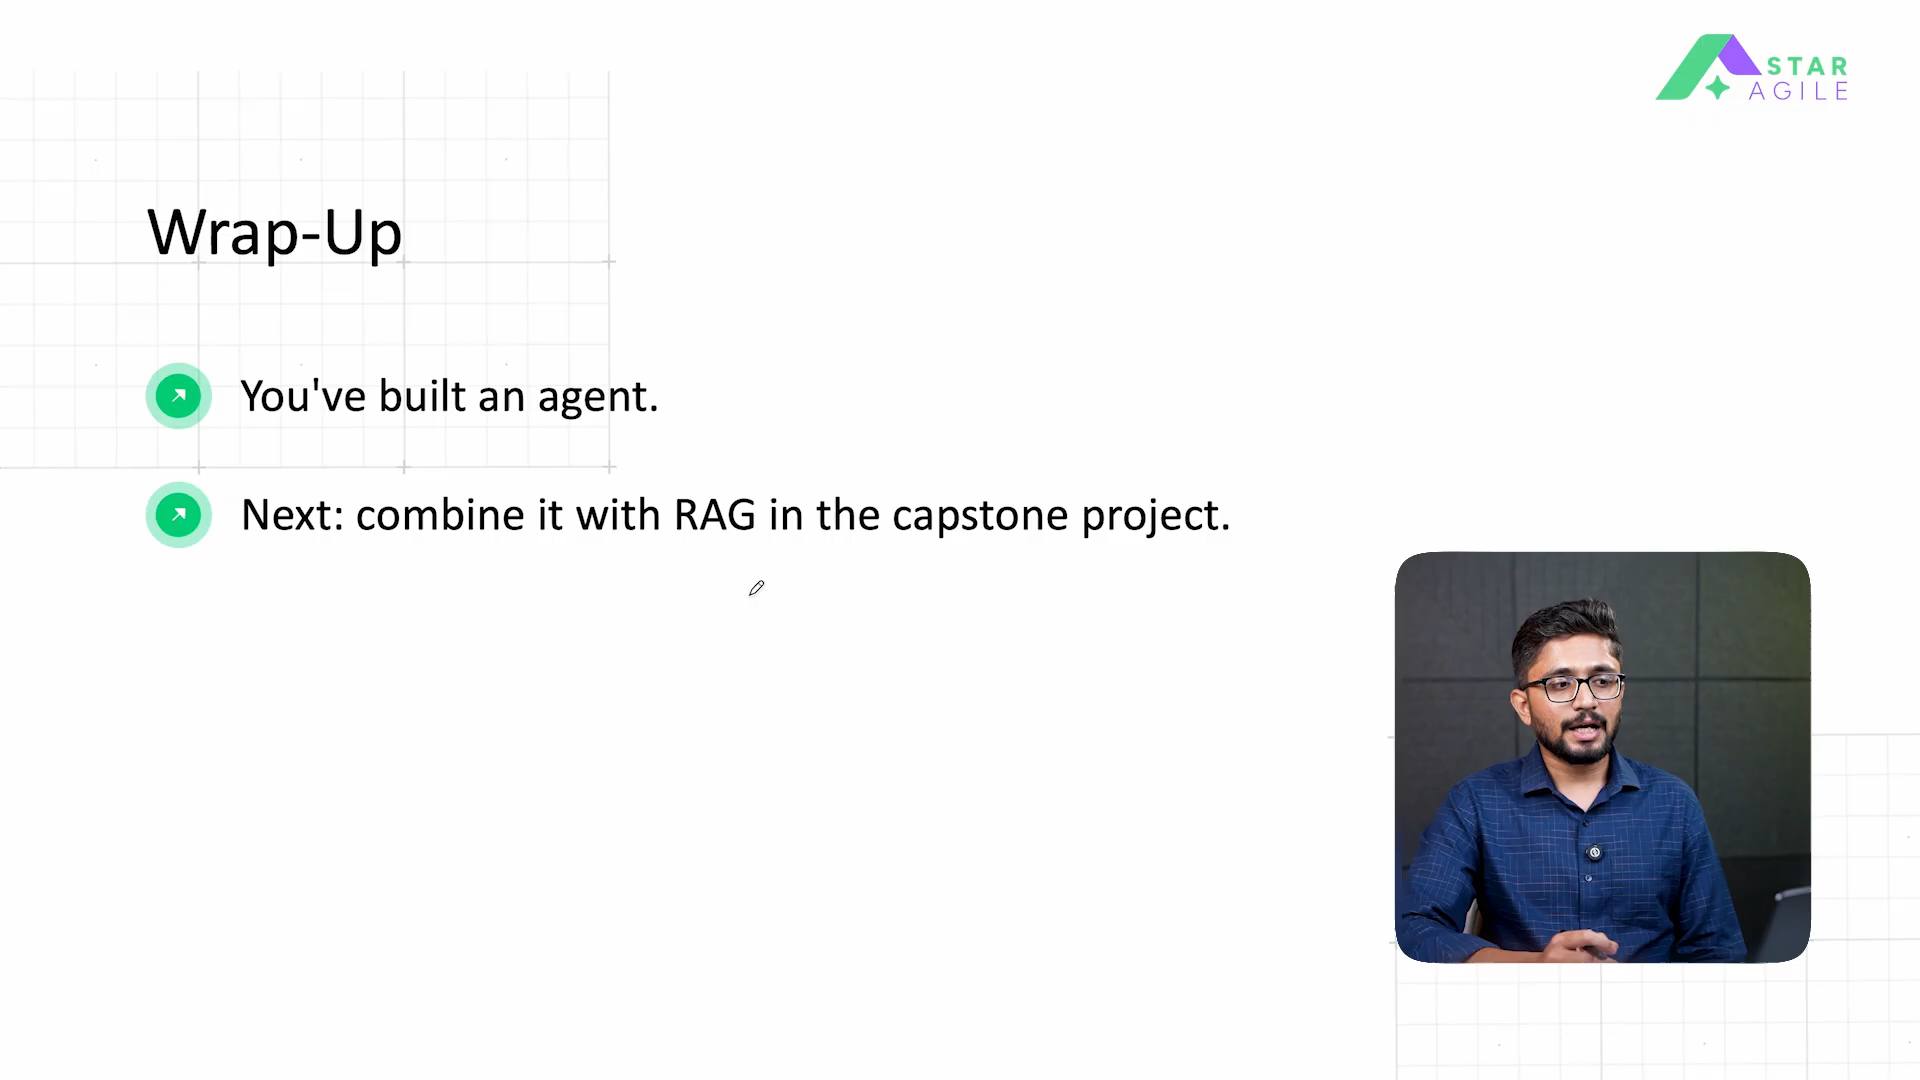 STAR
AGILE
Wrap-Up
You've built an agent.
Next: combine it with RAG in the capstone project.